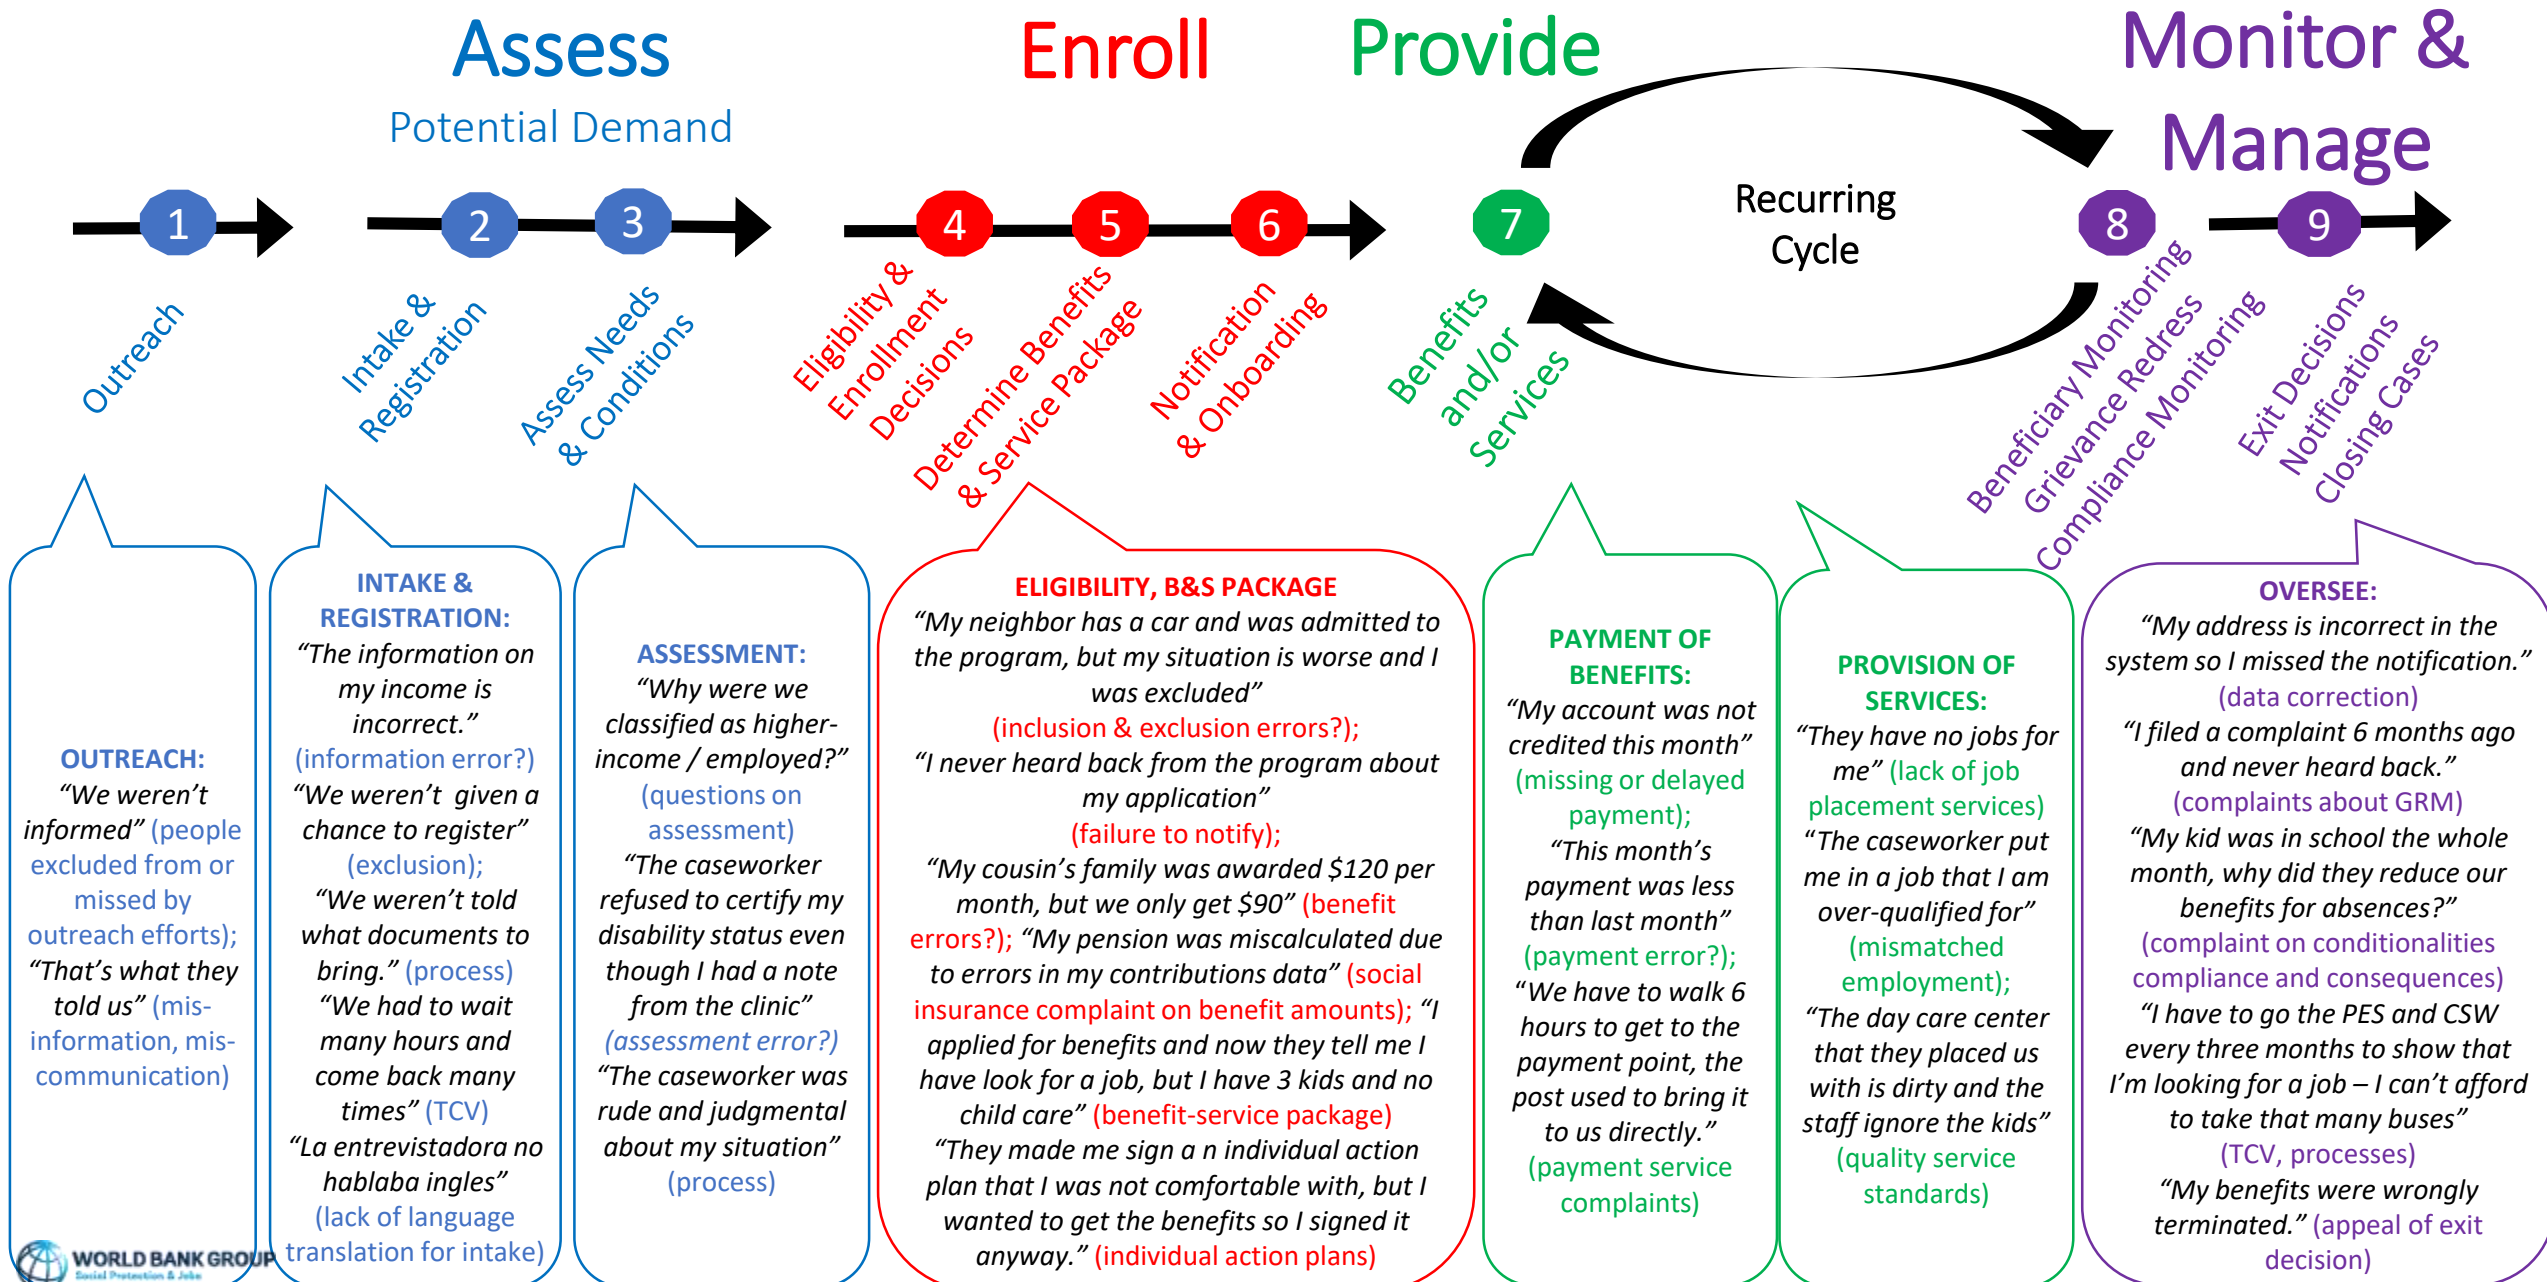 Assess
Potential Demand
Enroll
Provide
Monitor &
Manage
1
2
3
4
5
6
7
Recurring
Cycle
8
9
Outreach
Intake &
Registration
Assess Needs
& Conditions
Eligibility &
Enrollment
Decisions
Determine Benefits
& Service Package
Notification
& Onboarding
Benefits
and/or
Services
Beneficiary Monitoring
Grievance Redress
Compliance Monitoring
Exit Decisions
Notifications
Closing Cases
OUTREACH:
“We weren’t
informed” (people
excluded from or
missed by
outreach efforts);
“That’s what they
told us” (mis-
information, mis-
communication)
INTAKE &
REGISTRATION:
“The information on
my income is
incorrect.”
(information error?)
“We weren’t given a
chance to register”
(exclusion);
“We weren’t told
what documents to
bring.” (process)
“We had to wait
many hours and
come back many
times” (TCV)
“La entrevistadora no
hablaba ingles”
(lack of language
translation for intake)
ASSESSMENT:
“Why were we
classified as higher-
income / employed?”
(questions on
assessment)
“The caseworker
refused to certify my
disability status even
though I had a note
from the clinic”
(assessment error?)
“The caseworker was
rude and judgmental
about my situation”
(process)
ELIGIBILITY, B&S PACKAGE
“My neighbor has a car and was admitted to
the program, but my situation is worse and I
was excluded”
(inclusion & exclusion errors?);
“I never heard back from the program about
my application”
(failure to notify);
“My cousin’s family was awarded $120 per
month, but we only get $90” (benefit
errors?); “My pension was miscalculated due
to errors in my contributions data” (social
insurance complaint on benefit amounts); “I
applied for benefits and now they tell me I
have look for a job, but I have 3 kids and no
child care” (benefit-service package)
“They made me sign a n individual action
plan that I was not comfortable with, but I
wanted to get the benefits so I signed it
anyway.” (individual action plans)
PAYMENT OF
BENEFITS:
“My account was not
credited this month”
(missing or delayed
payment);
“This month’s
payment was less
than last month”
(payment error?);
“We have to walk 6
hours to get to the
payment point, the
post used to bring it
to us directly.”
(payment service
complaints)
PROVISION OF
SERVICES:
“They have no jobs for
me” (lack of job
placement services)
“The caseworker put
me in a job that I am
over-qualified for”
(mismatched
employment);
“The day care center
that they placed us
with is dirty and the
staff ignore the kids”
(quality service
standards)
OVERSEE:
“My address is incorrect in the
system so I missed the notification.”
(data correction)
“I filed a complaint 6 months ago
and never heard back.”
(complaints about GRM)
“My kid was in school the whole
month, why did they reduce our
benefits for absences?”
(complaint on conditionalities
compliance and consequences)
“I have to go the PES and CSW
every three months to show that
I’m looking for a job – I can’t afford
to take that many buses”
(TCV, processes)
“My benefits were wrongly
terminated.” (appeal of exit
decision)
WORLD BANK GROUP
Social Protection & Jobs